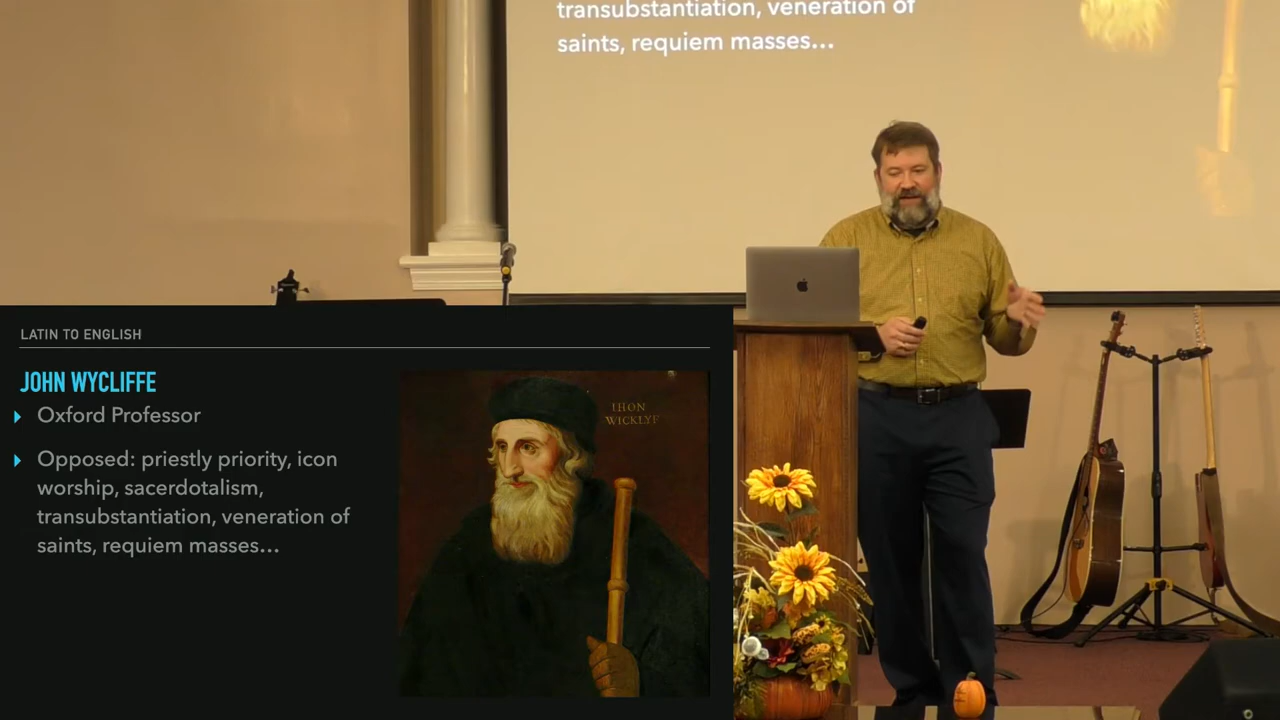 transubstantiation, veneration of
saints, requiem masses...
LATIN TO ENGLISH
JOHN WYCLIFFE
Oxford Professor
Opposed: priestly priority, icon
worship, sacerdotalism,
transubstantiation, veneration of
saints, requiem masses...
IHON
WICKLYF